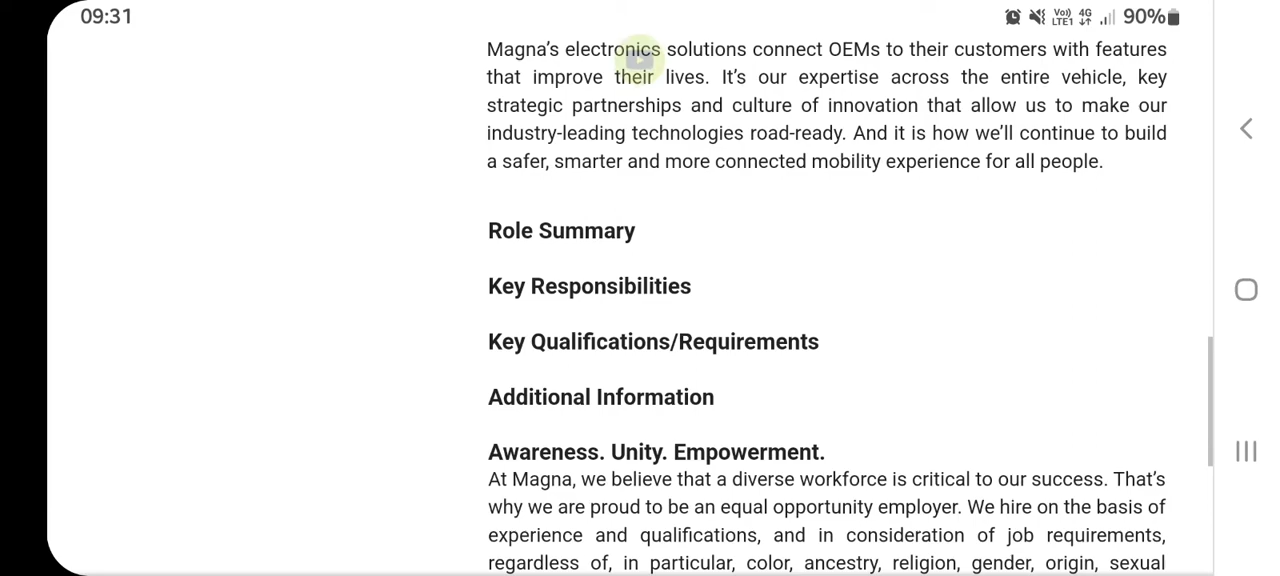 09:31
Vo)) 4G
LTE1
90%
Magna's electronics solutions connect OEMs to their customers with features
that improve their lives. It's our expertise across the entire vehicle, key
strategic partnerships and culture of innovation that allow us to make our
industry-leading technologies road-ready. And it is how we'll continue to build
a safer, smarter and more connected mobility experience for all people.
Role Summary
Key Responsibilities
Key Qualifications/Requirements
Additional Information
Awareness. Unity. Empowerment.
At Magna, we believe that a diverse workforce is critical to our success. That's
why we are proud to be an equal opportunity employer. We hire on the basis of
experience and qualifications, and in consideration of job requirements,
regardless of, in particular, color, ancestry, religion, gender, origin, sexual